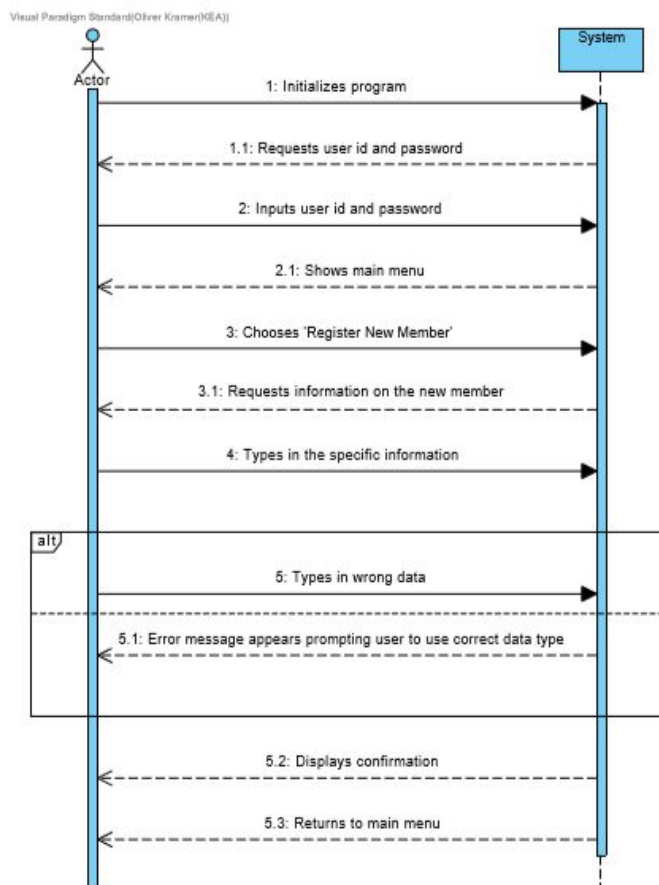 Visual Paradigm Standard(Oliver Kramer(KEA))
System
Actor
1: Initializes program
1.1: Requests user id and password
2: Inputs user id and password
2.1: Shows main menu
3: Chooses 'Register New Member'
3.1: Requests information on the new member
4: Types in the specific information
alt
5: Types in wrong data
5.1: Error message appears prompting user to use correct data type
5.2: Displays confirmation
5.3: Returns to main menu